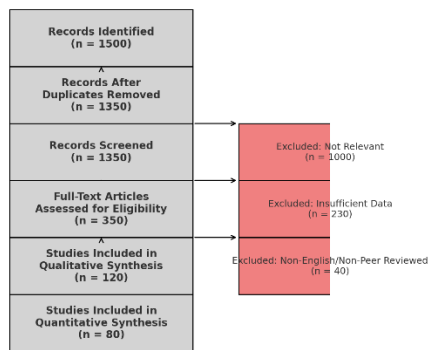 Records Identified
(n = 1500)
Records After
Duplicates Removed
(n = 1350)
Records Screened
(n = 1350)
Excluded: Not Relevant
(n = 1000)
Full-Text Articles
Assessed for Eligibility
(n = 350)
Excluded: Insufficient Data
(n = 230)
Studies Included in
Qualitative Synthesis
(n = 120)
Excluded: Non-English/Non-Peer Reviewed
(n = 40)
Studies Included in
Quantitative Synthesis
(n = 80)